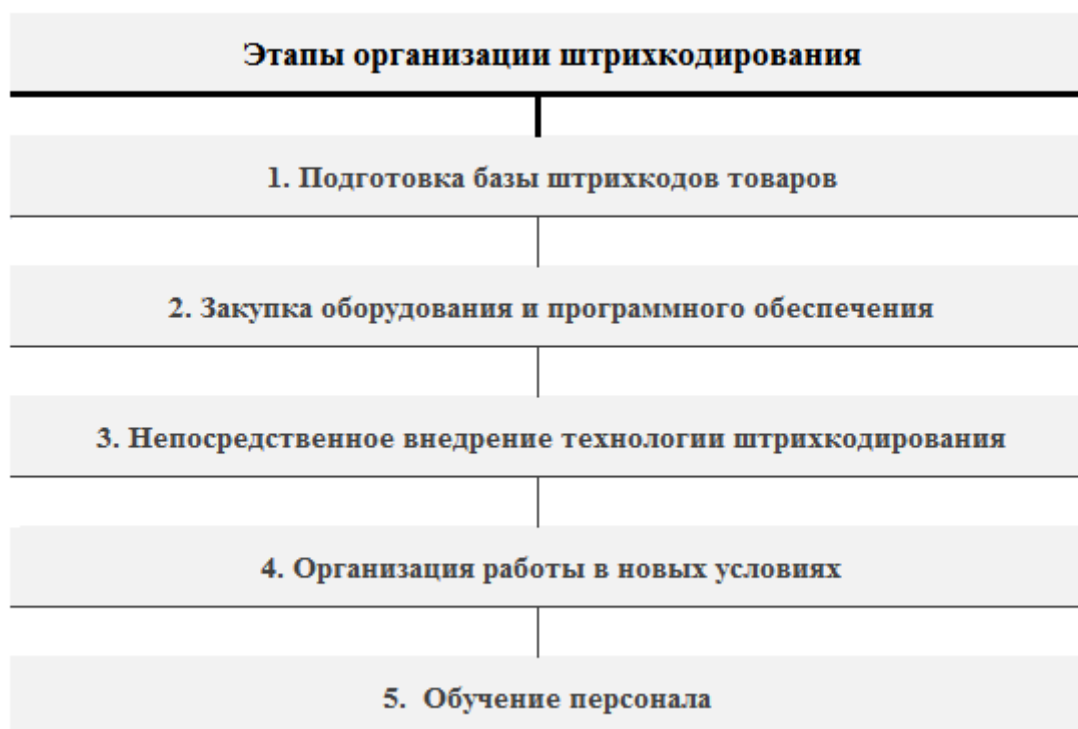 Этапы организации штрихкодирования
1. Подготовка базы штрихкодов товаров
2. Закупка оборудования и программного обеспечения
3. Непосредственное внедрение технологии штрихкодирования
4. Организация работы в новых условиях
5. Обучение персонала